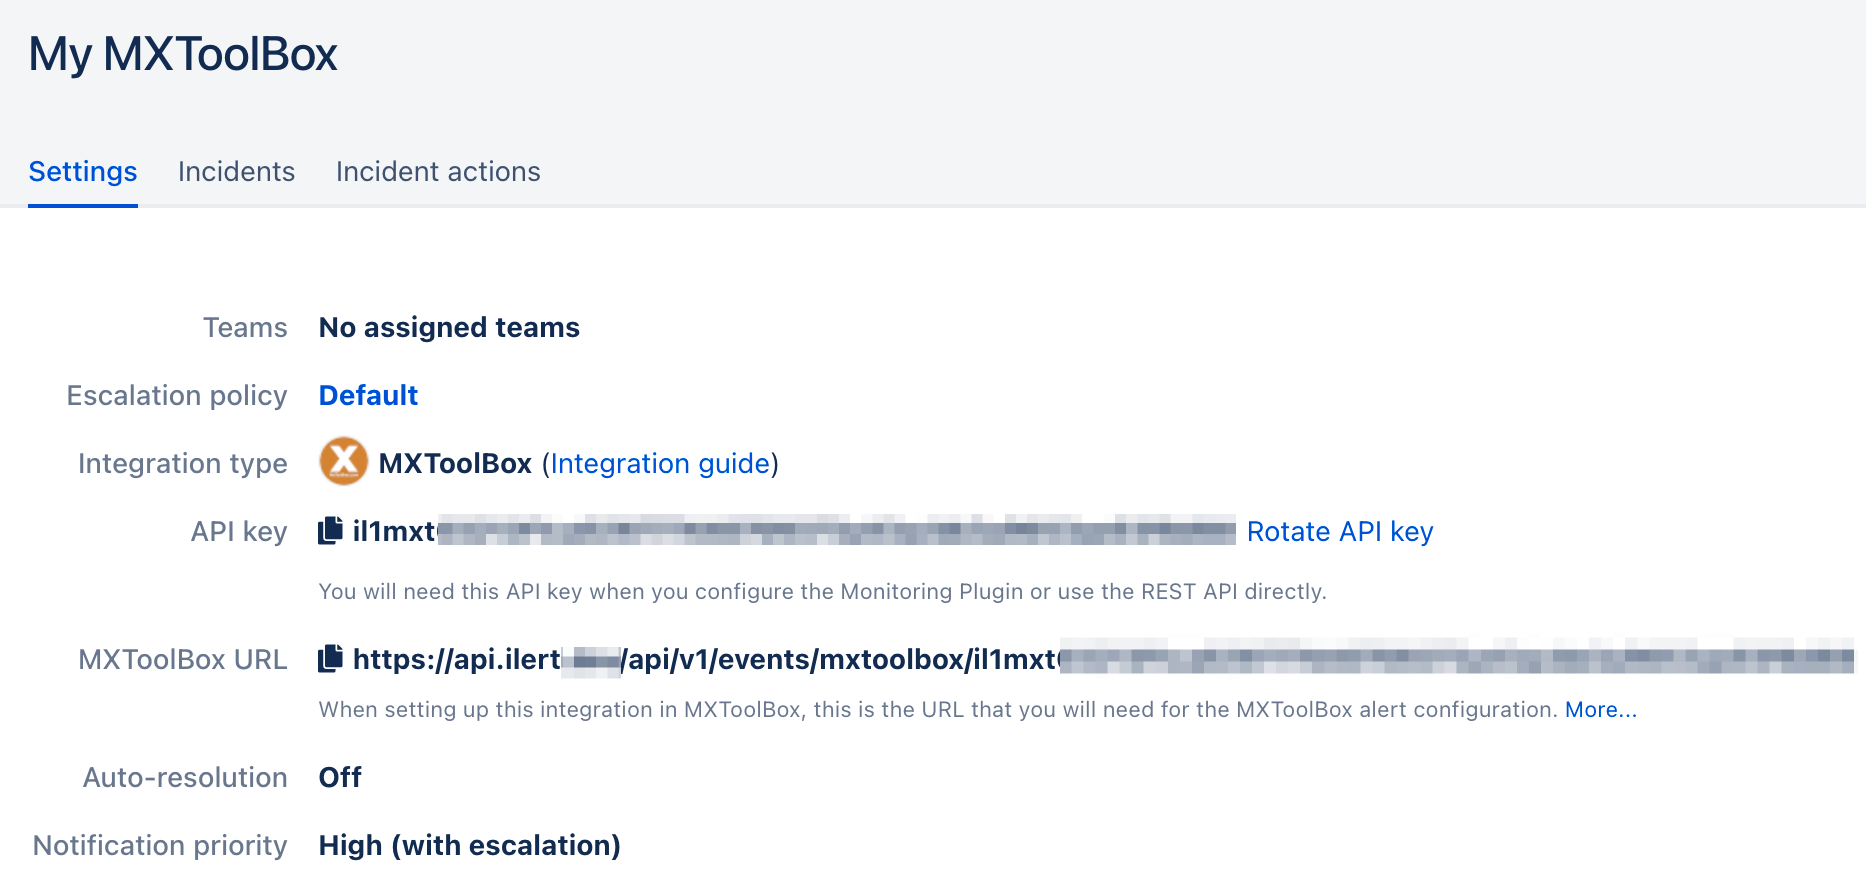 My MXToolBox
Settings Incidents Incident actions
Teams No assigned teams
Escalation policy Default
Integration type MXToolBox (Integration guide)
API key il1mxt Rotate API key
You will need this API key when you configure the Monitoring Plugin or use the REST API directly.
MXToolBox URL https://api.ilert /api/v1/events/mxtoolbox/il1mxt
When setting up this integration in MXToolBox, this is the URL that you will need for the MXToolBox alert configuration. More...
Auto-resolution Off
Notification priority High (with escalation)